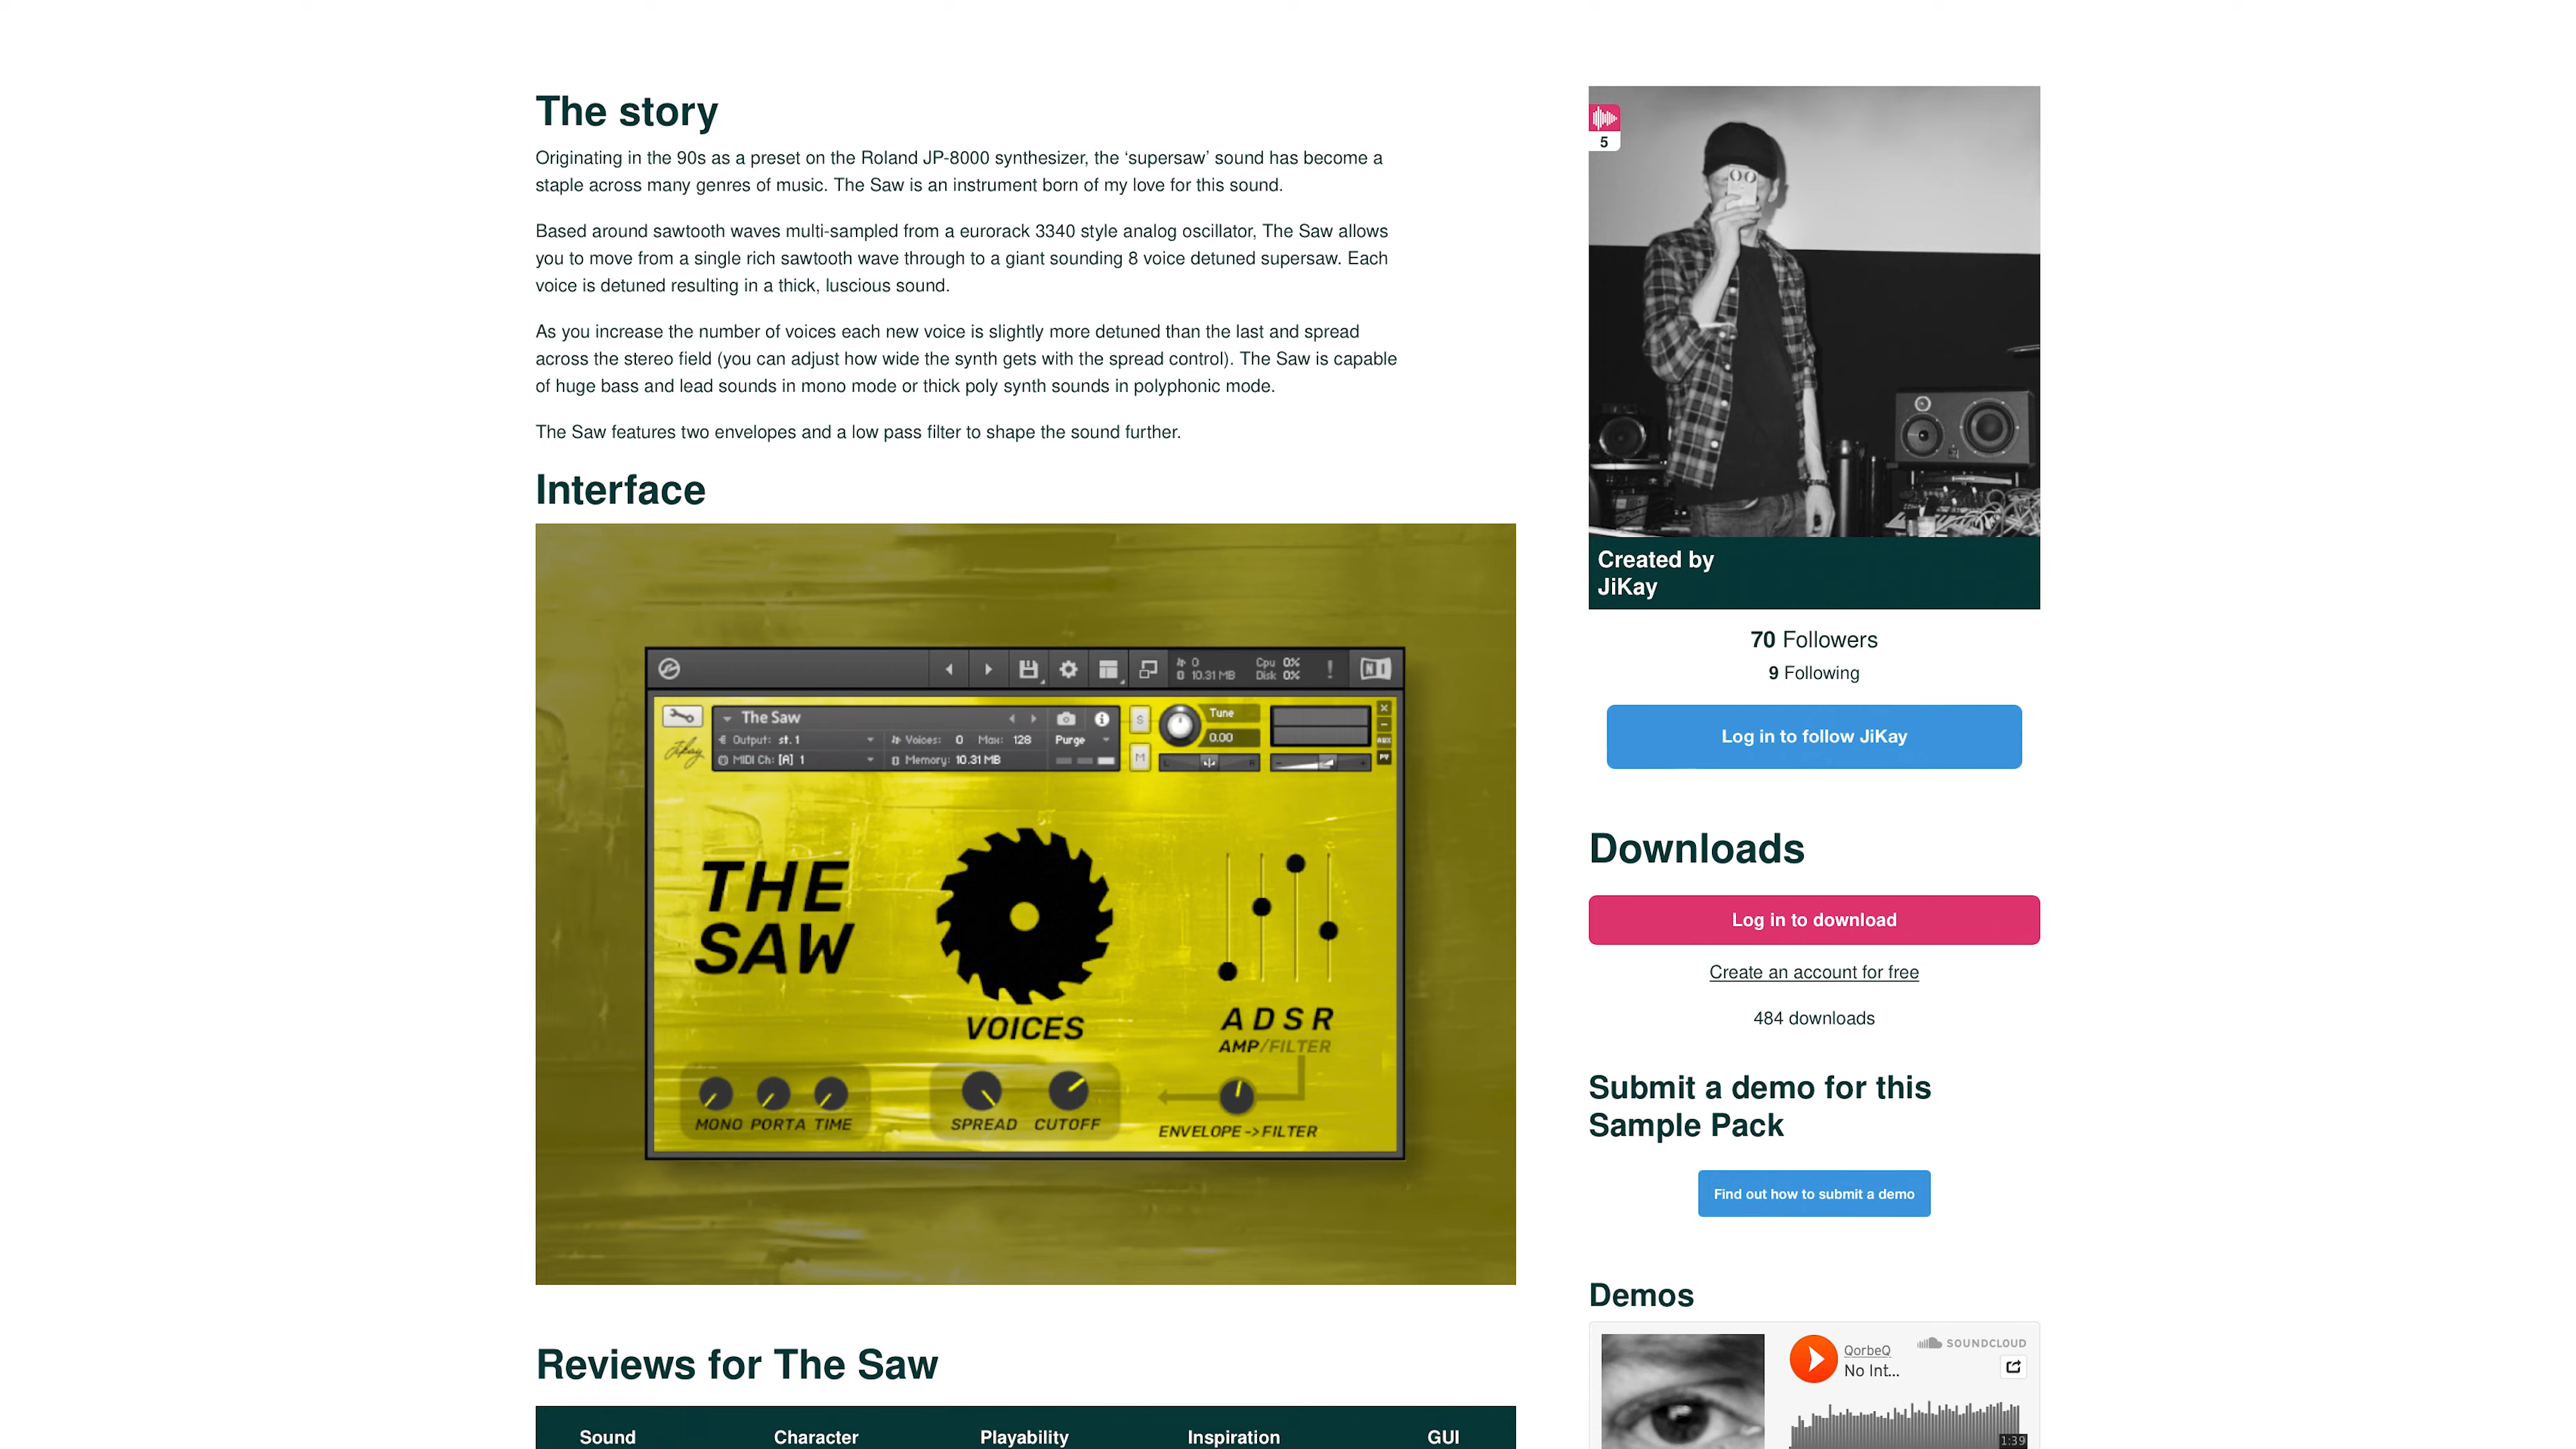 The story
Originating in the 90s as a preset on the Roland JP-8000 synthesizer, the ‘supersaw’ sound has become a
staple across many genres of music. The Saw is an instrument born of my love for this sound.
Based around sawtooth waves multi-sampled from a eurorack 3340 style analog oscillator, The Saw allows
you to move from a single rich sawtooth wave through to a giant sounding 8 voice detuned supersaw. Each
voice is detuned resulting in a thick, luscious sound.
As you increase the number of voices each new voice is slightly more detuned than the last and spread
across the stereo field (you can adjust how wide the synth gets with the spread control). The Saw is capable
of huge bass and lead sounds in mono mode or thick poly synth sounds in polyphonic mode.
The Saw features two envelopes and a low pass filter to shape the sound further.
Interface
0
10.31 MB
Cpu 0%
Disk 0%
!
NI
The Saw
Output: st. 1
Voices: 0 Max: 128
Purge
MIDI Ch: [A] 1
Memory: 10.31 MB
S
M
Tune
0.00
L
R
AUX
PV
JiKay
THE
SAW
VOICES
A D S R
AMP/FILTER
MONO PORTA TIME
SPREAD CUTOFF
ENVELOPE->FILTER
Reviews for The Saw
Sound Character Playability Inspiration GUI
5
Created by
JiKay
70 Followers
9 Following
Log in to follow JiKay
Downloads
Log in to download
Create an account for free
484 downloads
Submit a demo for this
Sample Pack
Find out how to submit a demo
Demos
QorbeQ
No Int...
SOUNDCLOUD
1:39